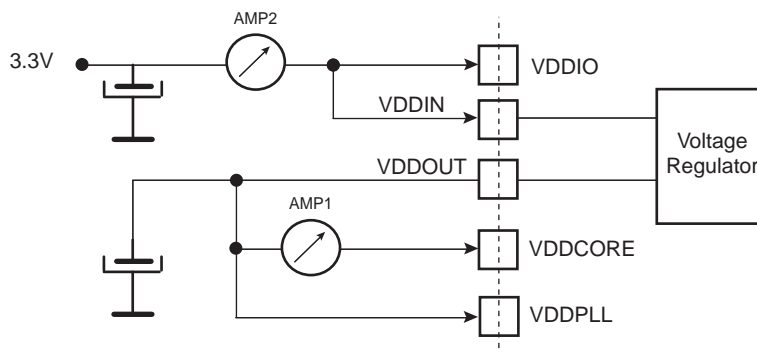 AMP2
3.3V
VDDIO
VDDIN
Voltage
Regulator
VDDOUT
AMP1
VDDCORE
VDDPLL